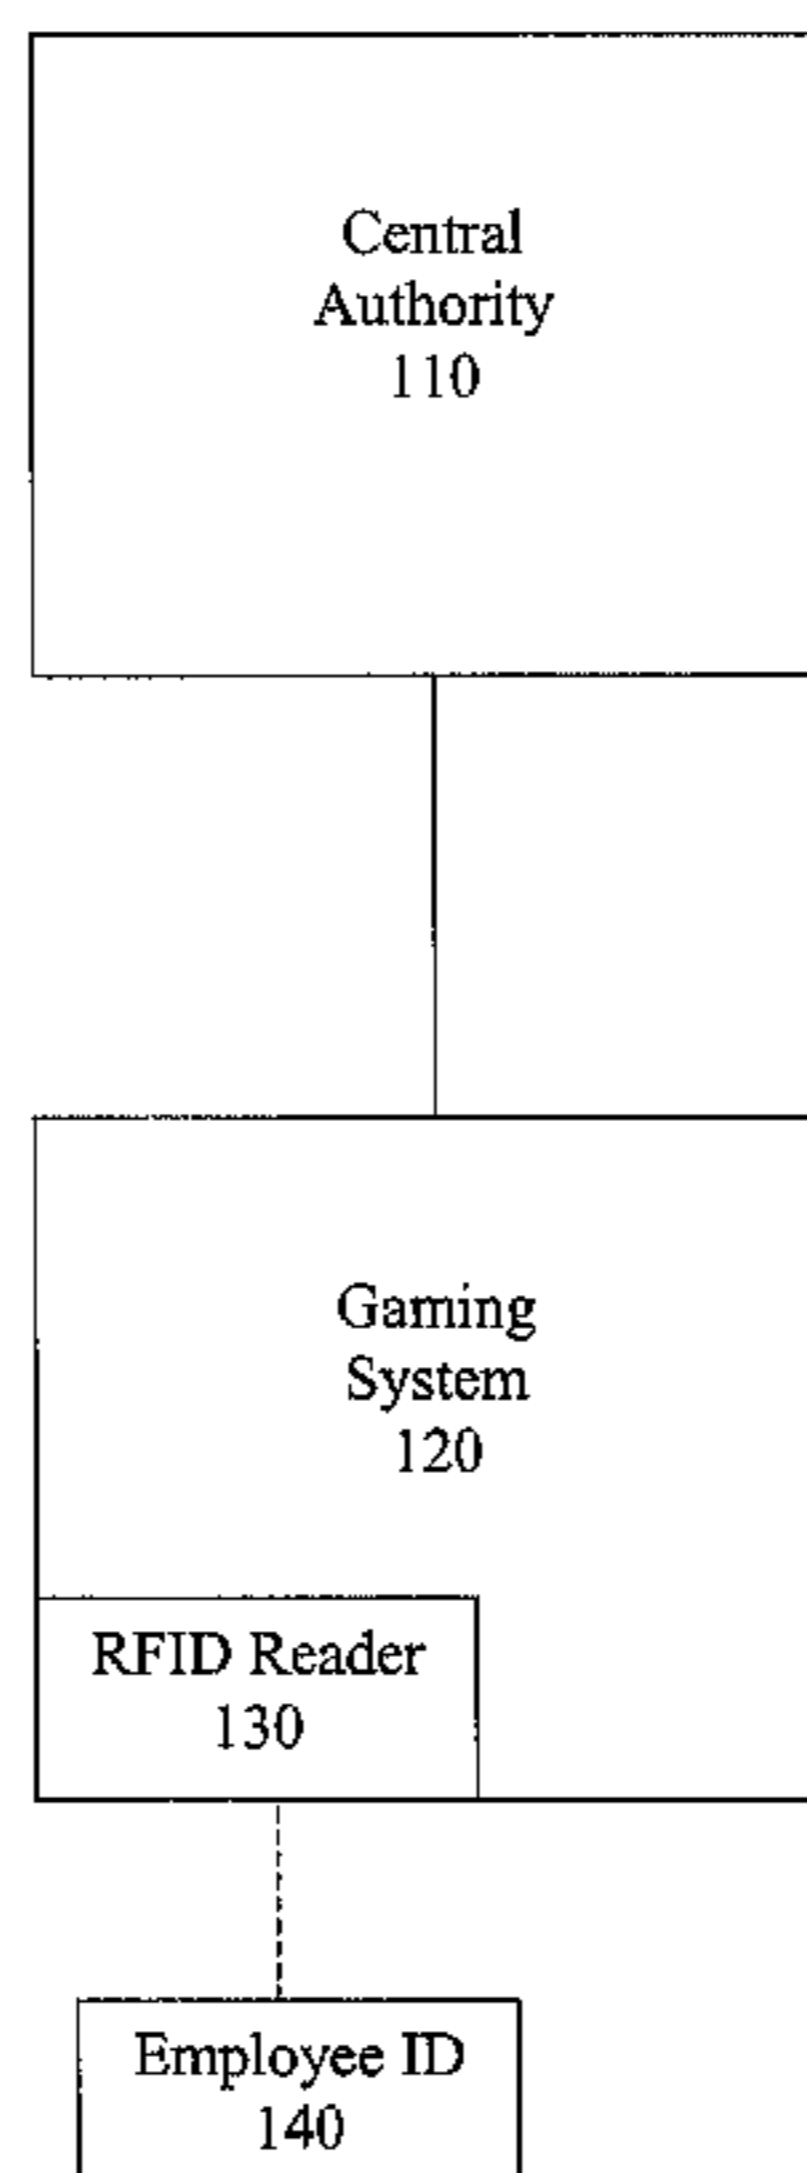 Central
Authority
110
Gaming
System
120
RFID Reader
130
Employee ID
140